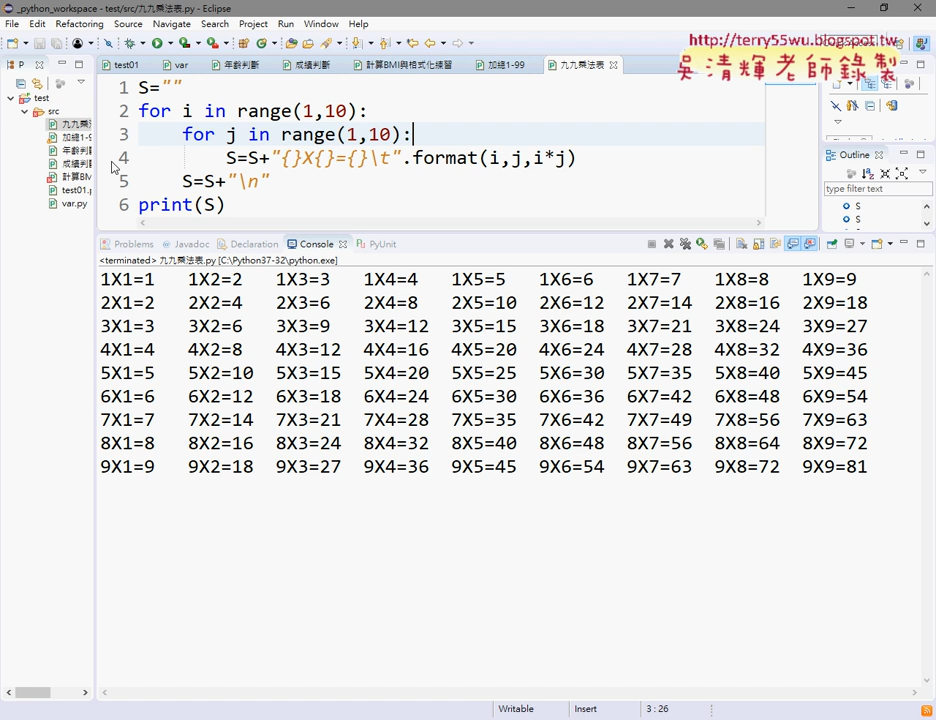 _python_workspace - test/src/九九乘法表.py - Eclipse
File Edit Refactoring Source Navigate Search Project Run Window Help
http://terry55wu.blogspot.tw
吳清輝老師錄製
P
test01
var
年齡判斷
成績判斷
計算BMI與格式化練習
加總1-99
九九乘法表
test
src
九九乘
加總1-9
年齡判
成績判
計算BM
test01.p
var.py
1 S=""
2 for i in range(1,10):
3 for j in range(1,10):
4 S=S+"{}X{}={}\t".format(i,j,i*j)
5 S=S+"\n"
6 print(S)
Outline
type filter text
S
S
Problems Javadoc Declaration Console PyUnit
<terminated> 九九乘法表.py [C:\Python37-32\python.exe]
1X1=1 1X2=2 1X3=3 1X4=4 1X5=5 1X6=6 1X7=7 1X8=8 1X9=9
2X1=2 2X2=4 2X3=6 2X4=8 2X5=10 2X6=12 2X7=14 2X8=16 2X9=18
3X1=3 3X2=6 3X3=9 3X4=12 3X5=15 3X6=18 3X7=21 3X8=24 3X9=27
4X1=4 4X2=8 4X3=12 4X4=16 4X5=20 4X6=24 4X7=28 4X8=32 4X9=36
5X1=5 5X2=10 5X3=15 5X4=20 5X5=25 5X6=30 5X7=35 5X8=40 5X9=45
6X1=6 6X2=12 6X3=18 6X4=24 6X5=30 6X6=36 6X7=42 6X8=48 6X9=54
7X1=7 7X2=14 7X3=21 7X4=28 7X5=35 7X6=42 7X7=49 7X8=56 7X9=63
8X1=8 8X2=16 8X3=24 8X4=32 8X5=40 8X6=48 8X7=56 8X8=64 8X9=72
9X1=9 9X2=18 9X3=27 9X4=36 9X5=45 9X6=54 9X7=63 9X8=72 9X9=81
Writable Insert 3 : 26